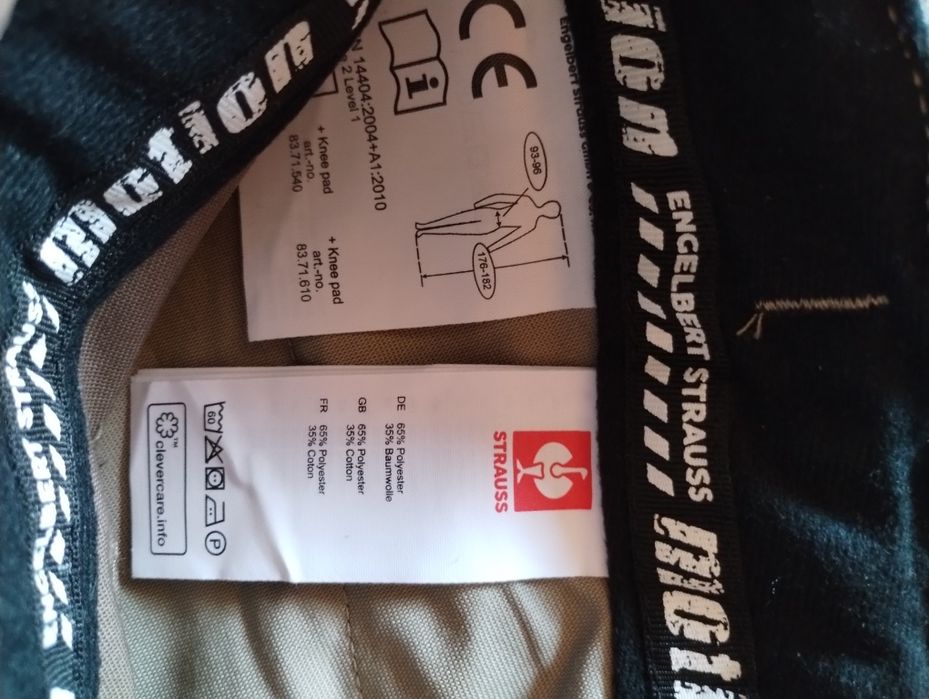 STRAUSS
DE 65% Polyester
35% Baumwolle
GB 65% Polyester
35% Cotton
FR 65% Polyester
35% Coton
60
P
™
clevercare.info
CE
i
14404:2004+A1:2010
2 Level 1
+ Knee pad
art.-no.
83.71.540
+ Knee pad
art.-no.
83.71.610
93-96
176-182
Engelbert
ENGELBERT STRAUSS
motion